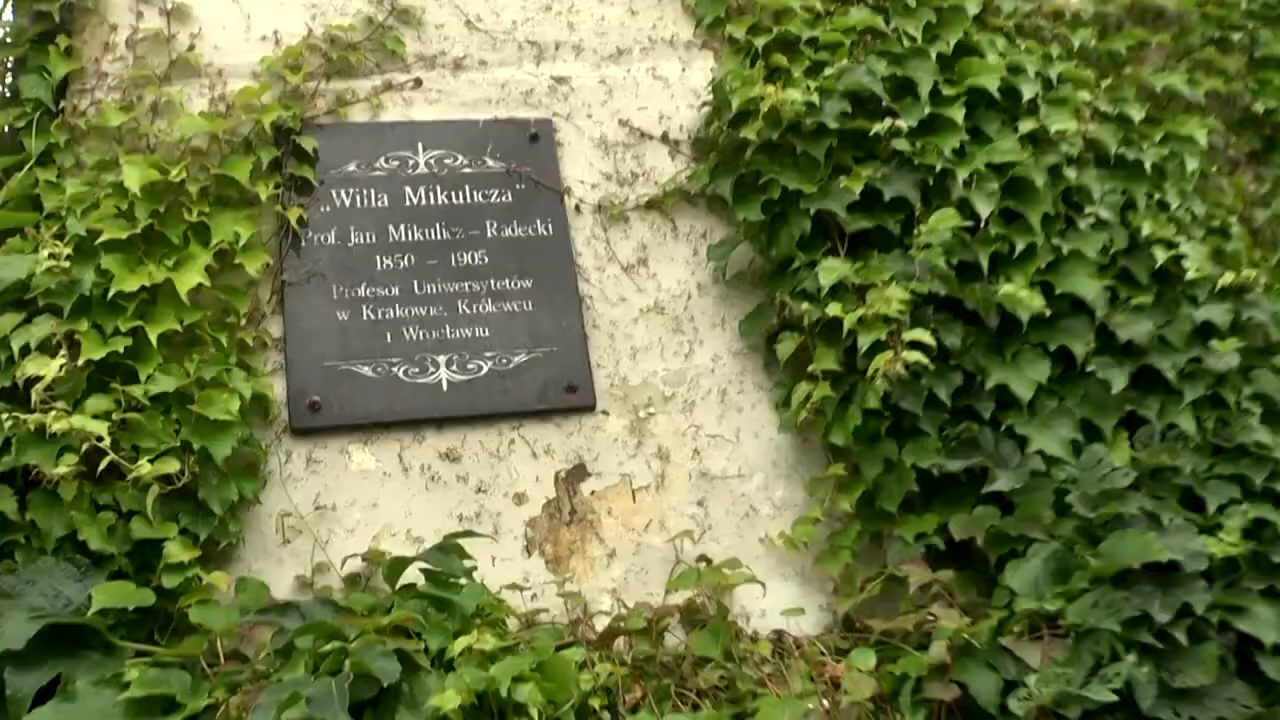 „Willa Mikulicza”
Prof. Jan Mikulicz – Radecki
1850 – 1905
Profesor Uniwersytetów
w Krakowie, Królewcu
i Wrocławiu